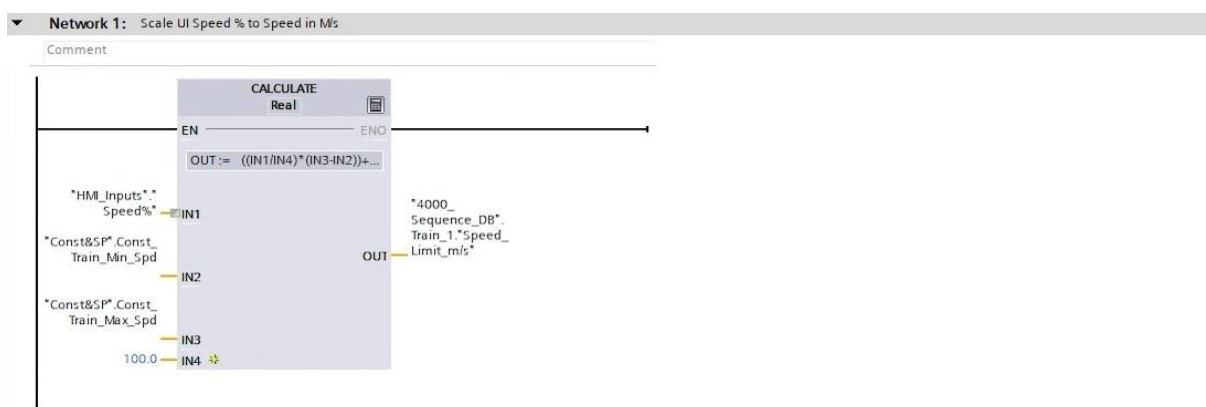 Network 1: Scale UI Speed % to Speed in M/s
Comment
CALCULATE
Real
EN
ENO
OUT := ((IN1/IN4)*(IN3-IN2))+...
"HMI_Inputs"."
Speed%"
IN1
"4000_
Sequence_DB".
Train_1."Speed_
Limit_m/s"
"Const&SP".Const_
Train_Min_Spd
OUT
IN2
"Const&SP".Const_
Train_Max_Spd
IN3
100.0
IN4